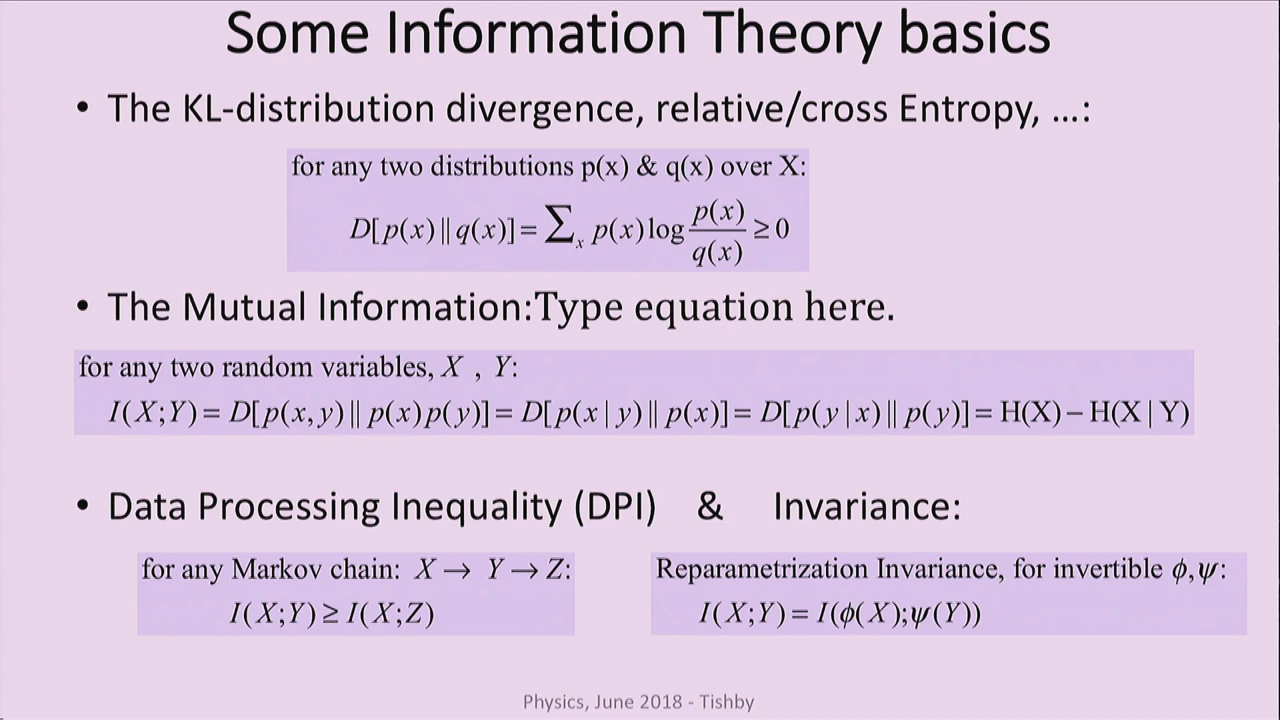 Some Information Theory basics
• The KL-distribution divergence, relative/cross Entropy, ...:
for any two distributions p(x) & q(x) over X:
D[p(x) || q(x)] = ∑_x p(x) log p(x)/q(x) ≥ 0
• The Mutual Information:Type equation here.
for any two random variables, X , Y:
I(X;Y) = D[p(x,y) || p(x)p(y)] = D[p(x | y) || p(x)] = D[p(y | x) || p(y)] = H(X) − H(X | Y)
• Data Processing Inequality (DPI) & Invariance:
for any Markov chain: X → Y → Z:
I(X;Y) ≥ I(X;Z)
Reparametrization Invariance, for invertible ϕ,ψ:
I(X;Y) = I(ϕ(X);ψ(Y))
Physics, June 2018 - Tishby